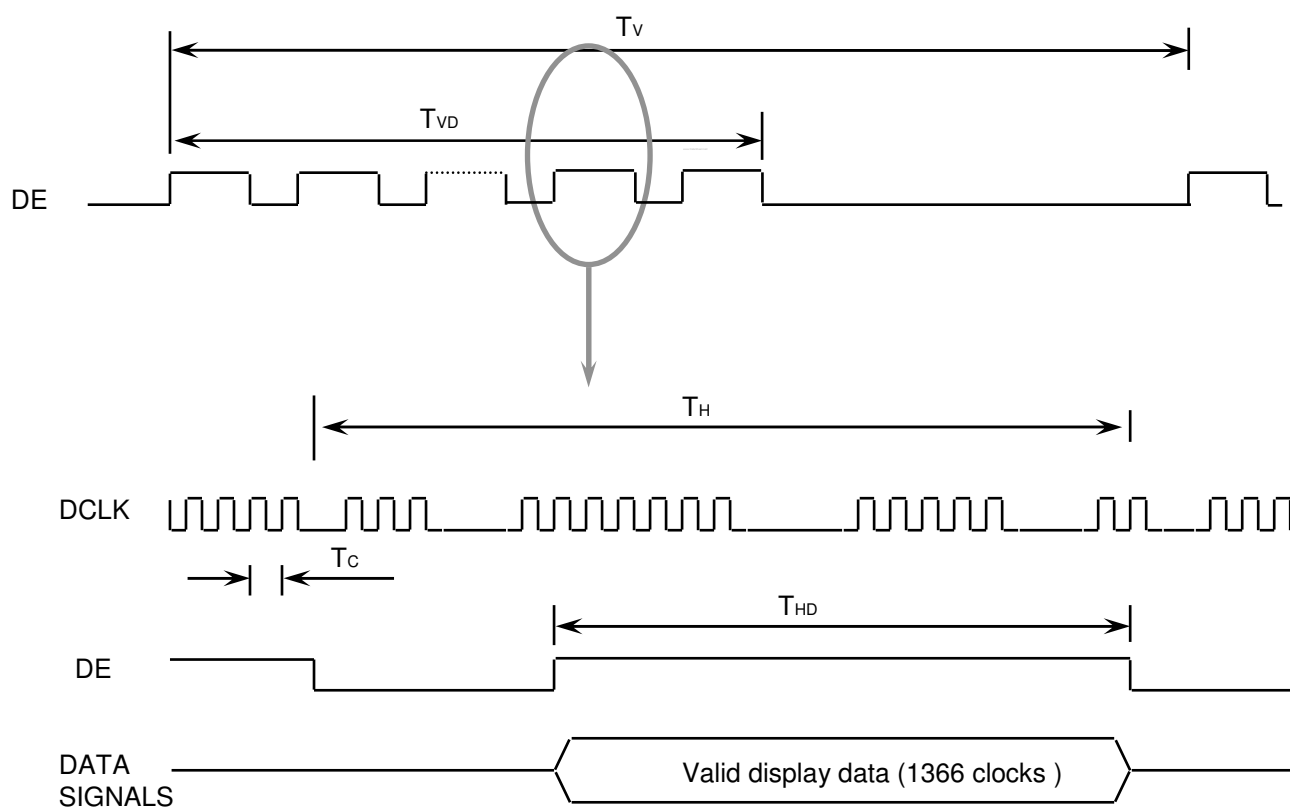 TV
TVD
DE
TH
DCLK
TC
THD
DE
DATA
SIGNALS
Valid display data (1366 clocks )